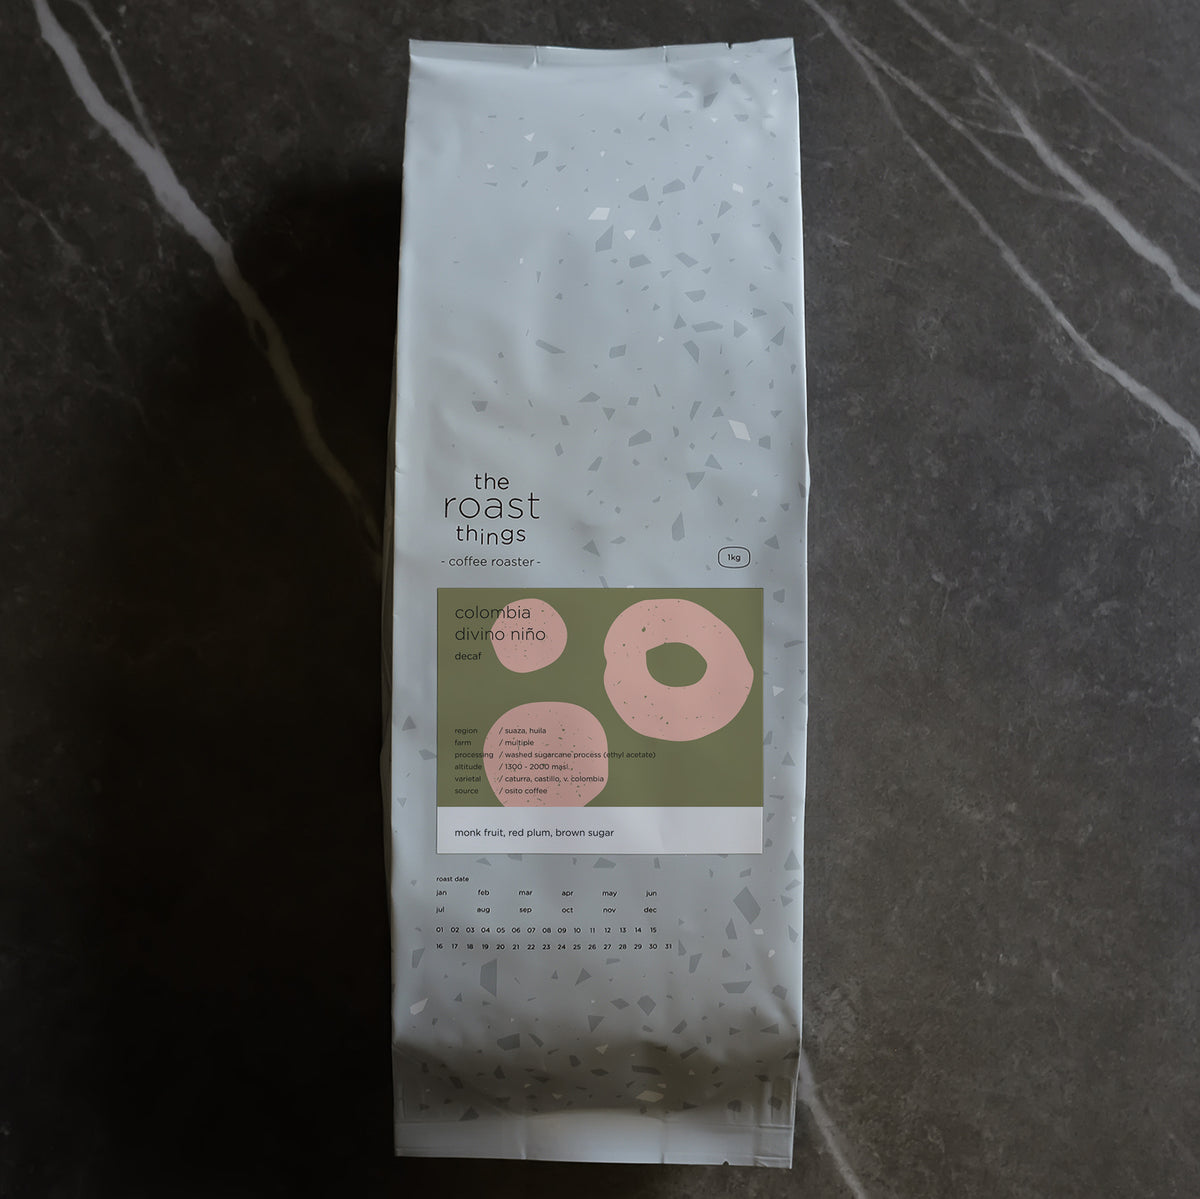 the
roast
things
- coffee roaster -
1kg
colombia
divino niño
decaf
region / suaza, huila
farm / multiple
processing / washed sugarcane process (ethyl acetate)
altitude / 1300 - 2000 masl.
varietal / caturra, castillo, v. colombia
source / osito coffee
monk fruit, red plum, brown sugar
roast date
jan feb mar apr may jun
jul aug sep oct nov dec
01 02 03 04 05 06 07 08 09 10 11 12 13 14 15
16 17 18 19 20 21 22 23 24 25 26 27 28 29 30 31